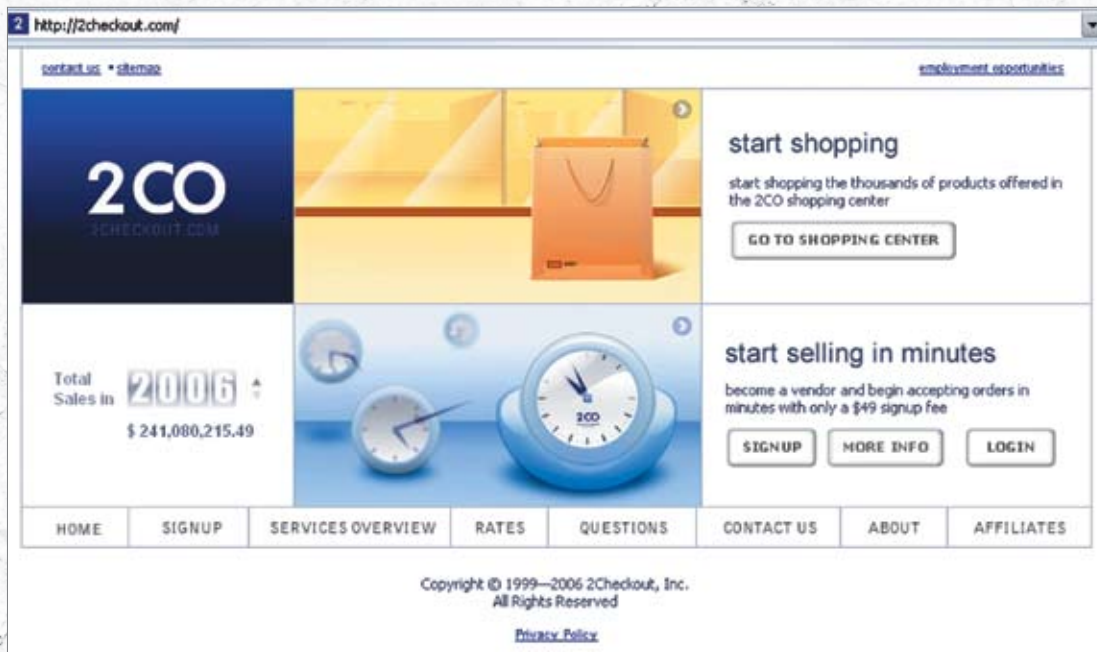 2 http://2checkout.com/
contact us • sitemap
employment opportunities
2CO
2CHECKOUT.COM
start shopping
start shopping the thousands of products offered in
the 2CO shopping center
GO TO SHOPPING CENTER
Total
Sales in
2006
$ 241,080,215.49
2CO
start selling in minutes
become a vendor and begin accepting orders in
minutes with only a $49 signup fee
SIGNUP
MORE INFO
LOGIN
HOME
SIGNUP
SERVICES OVERVIEW
RATES
QUESTIONS
CONTACT US
ABOUT
AFFILIATES
Copyright © 1999—2006 2Checkout, Inc.
All Rights Reserved
Privacy Policy